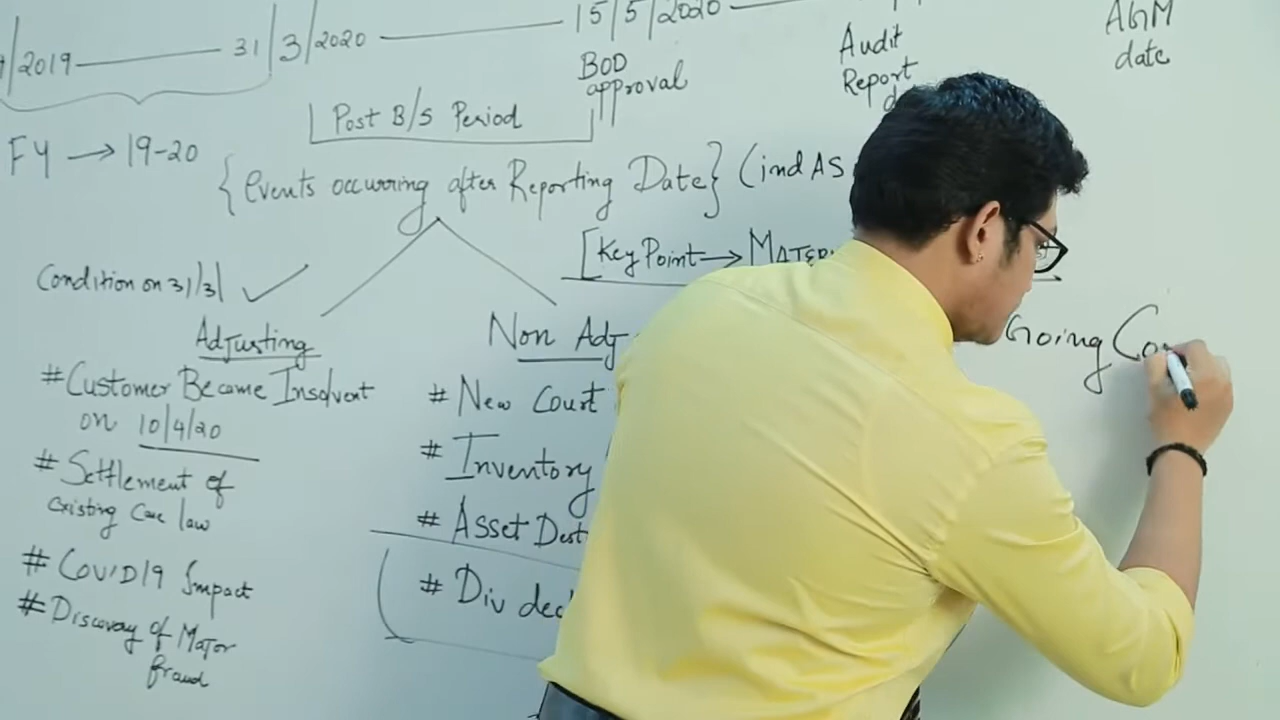 /2019 31/3/2020 15/5/2020
BOD approval
Audit Report
AGM date
FY → 19-20
Post B/S Period
{Events occurring after Reporting Date} (ind AS
[Key Point → MATER
Condition on 31/3
Adjusting
# Customer Became Insolvent
on 10/4/20
# Settlement of
existing Case law
# COVID19 Impact
# Discovery of Major
fraud
Non Adj
# New Court
# Inventory
# Asset Dest
# Div decl
Going Co